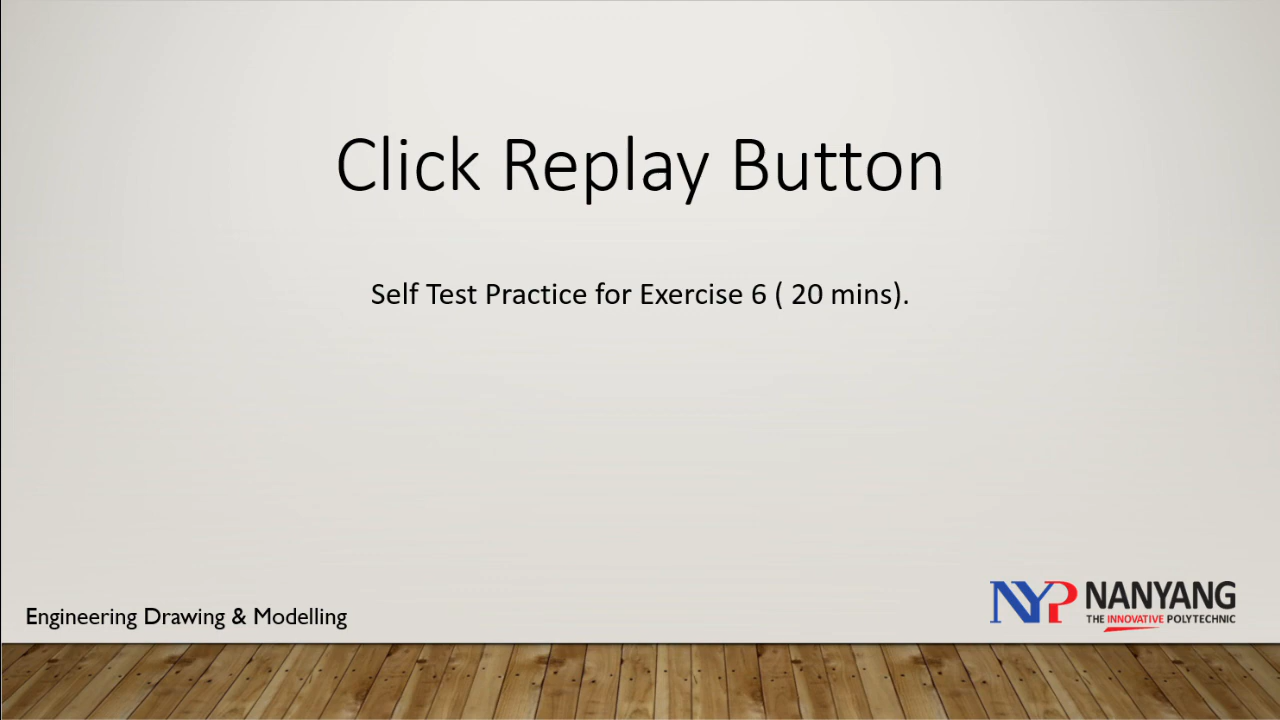 Click Replay Button
Self Test Practice for Exercise 6 ( 20 mins).
Engineering Drawing & Modelling
NYP NANYANG
THE INNOVATIVE POLYTECHNIC